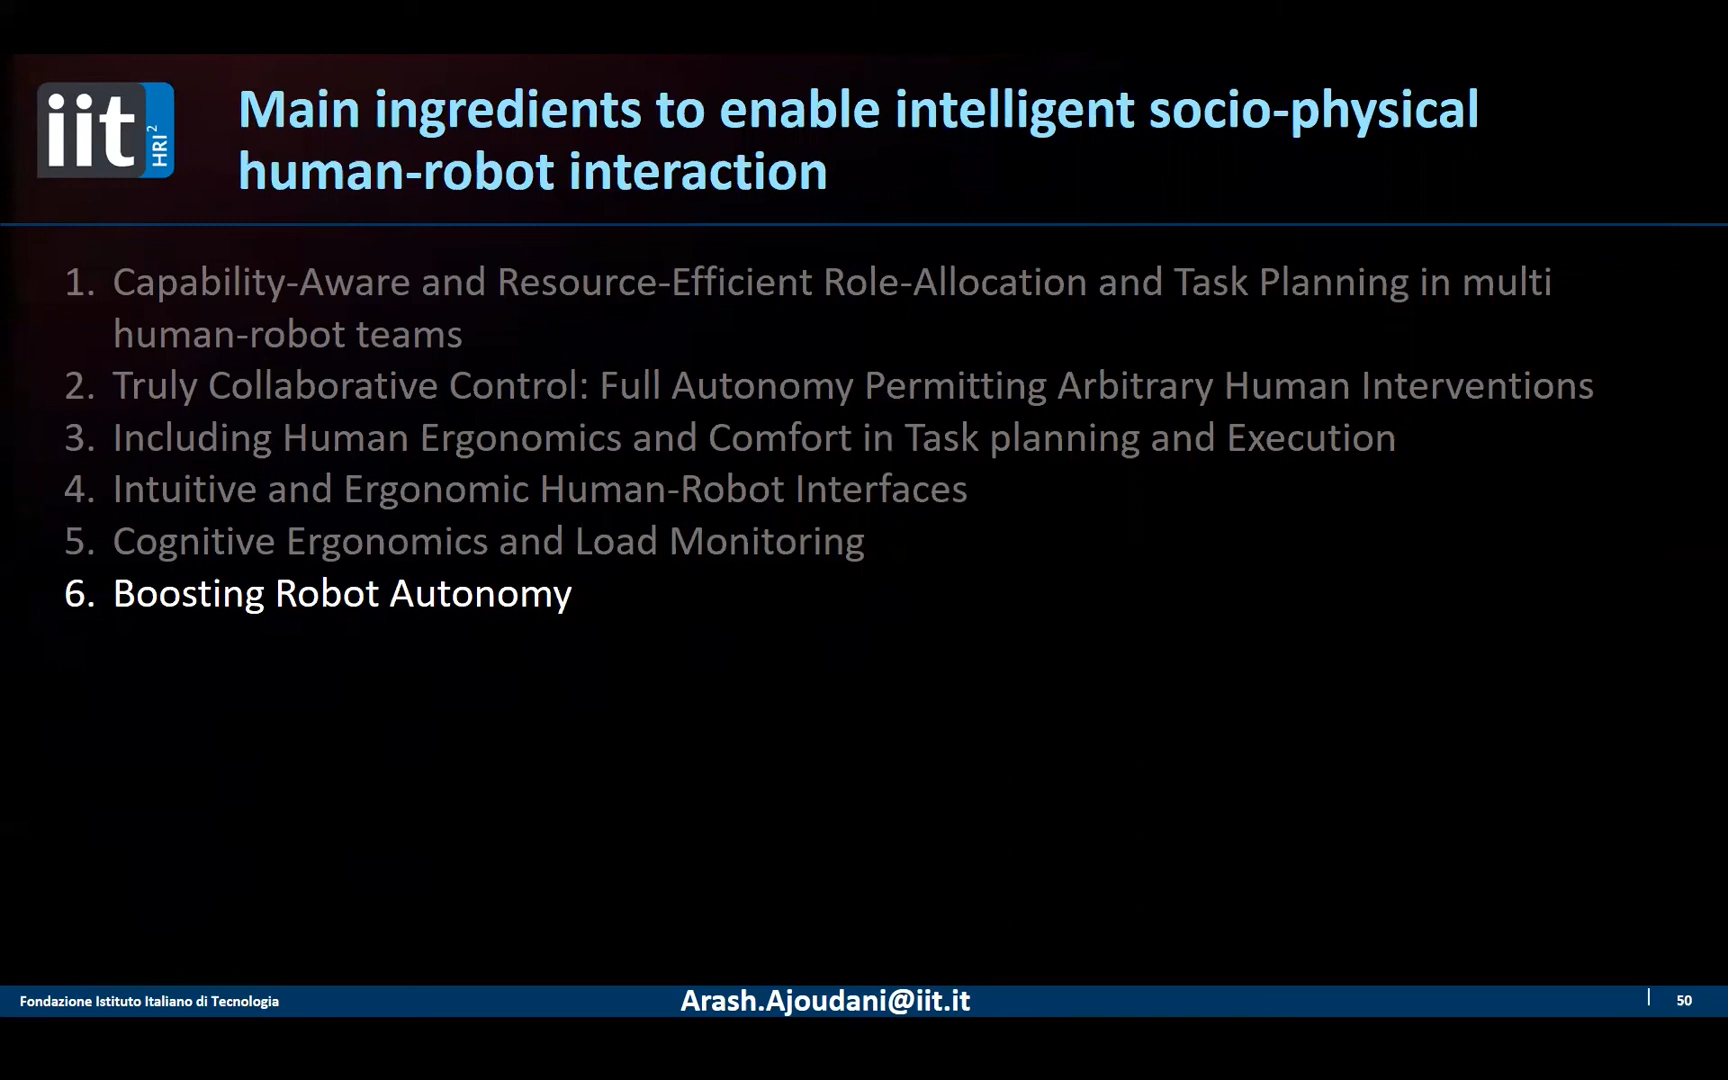 iit
HRI²
Main ingredients to enable intelligent socio-physical
human-robot interaction
1. Capability-Aware and Resource-Efficient Role-Allocation and Task Planning in multi
human-robot teams
2. Truly Collaborative Control: Full Autonomy Permitting Arbitrary Human Interventions
3. Including Human Ergonomics and Comfort in Task planning and Execution
4. Intuitive and Ergonomic Human-Robot Interfaces
5. Cognitive Ergonomics and Load Monitoring
6. Boosting Robot Autonomy
Fondazione Istituto Italiano di Tecnologia
Arash.Ajoudani@iit.it
50